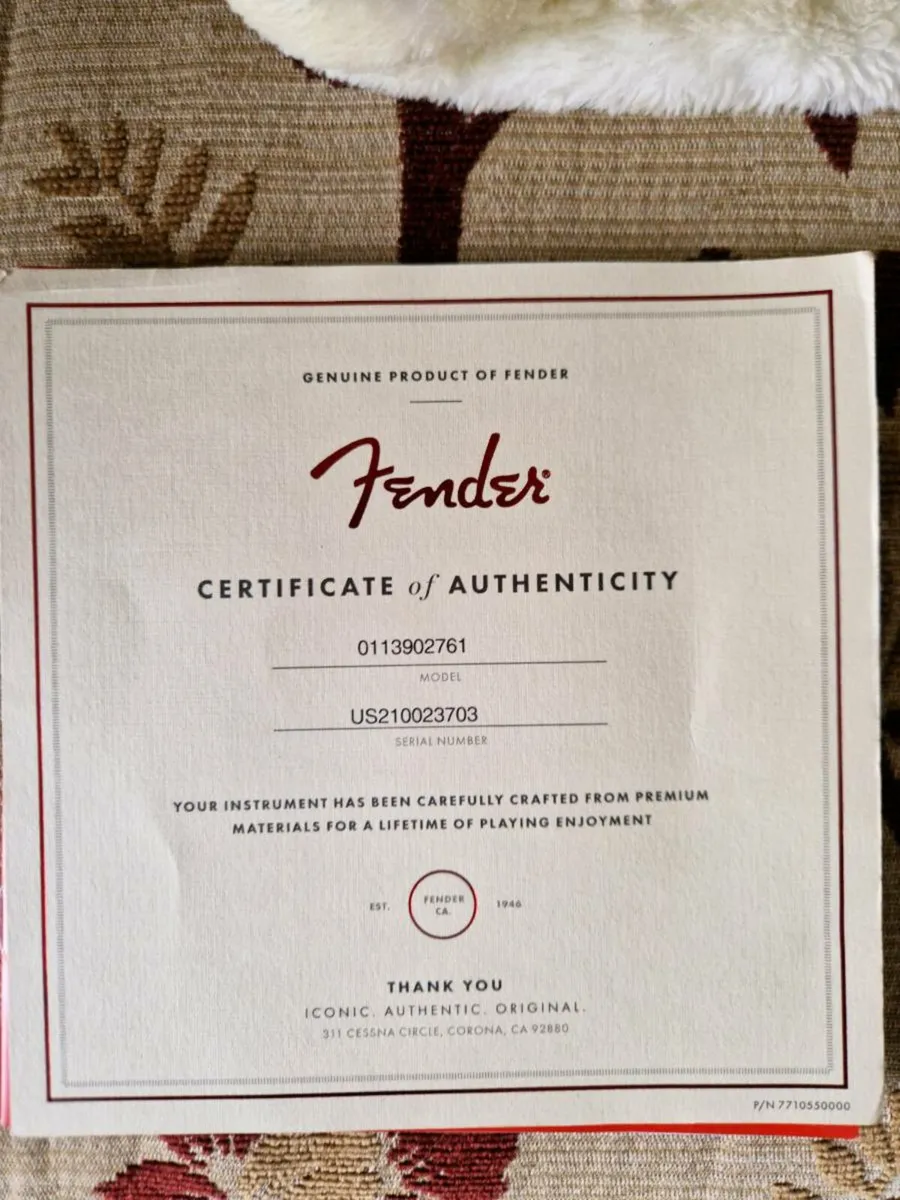 GENUINE PRODUCT OF FENDER
Fender®
CERTIFICATE of AUTHENTICITY
0113902761
MODEL
US210023703
SERIAL NUMBER
YOUR INSTRUMENT HAS BEEN CAREFULLY CRAFTED FROM PREMIUM
MATERIALS FOR A LIFETIME OF PLAYING ENJOYMENT
EST. FENDER CA. 1946
THANK YOU
ICONIC. AUTHENTIC. ORIGINAL.
311 CESSNA CIRCLE, CORONA, CA 92880
P/N 7710550000